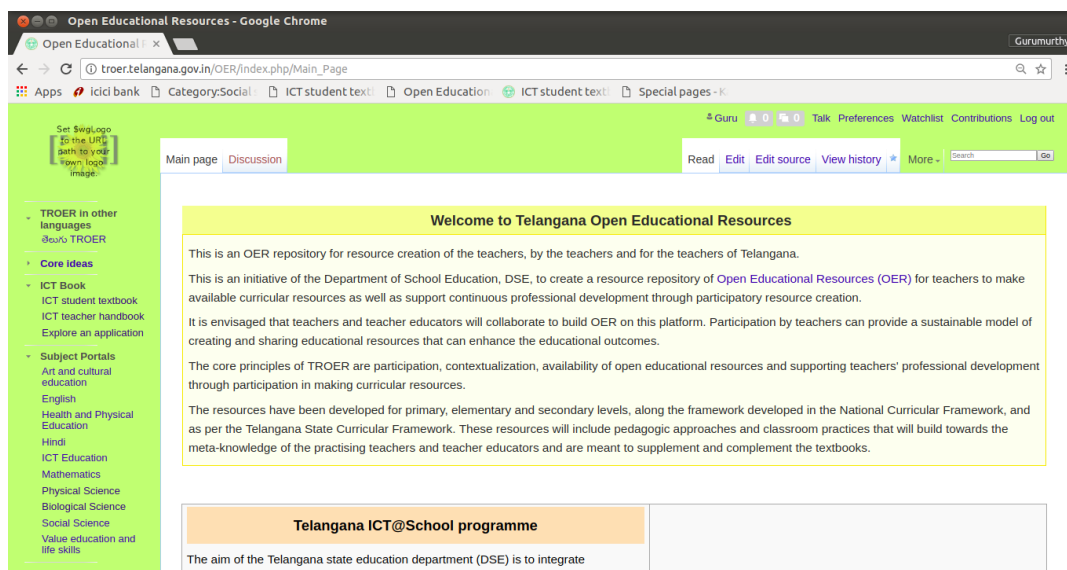 Open Educational Resources - Google Chrome
Open Educational
Gurumurthy
troer.telangana.gov.in/OER/index.php/Main_Page
Apps icici bank Category:Social ICT student text Open Education ICT student text Special pages - K
Guru 0 0 Talk Preferences Watchlist Contributions Log out
Set $wgLogo
to the URL
path to your
own logo
image.
Main page Discussion
Read Edit Edit source View history More Search Go
TROER in other
languages
తెలుగు TROER
Core ideas
ICT Book
ICT student textbook
ICT teacher handbook
Explore an application
Subject Portals
Art and cultural
education
English
Health and Physical
Education
Hindi
ICT Education
Mathematics
Physical Science
Biological Science
Social Science
Value education and
life skills
Welcome to Telangana Open Educational Resources
This is an OER repository for resource creation of the teachers, by the teachers and for the teachers of Telangana.
This is an initiative of the Department of School Education, DSE, to create a resource repository of Open Educational Resources (OER) for teachers to make
available curricular resources as well as support continuous professional development through participatory resource creation.
It is envisaged that teachers and teacher educators will collaborate to build OER on this platform. Participation by teachers can provide a sustainable model of
creating and sharing educational resources that can enhance the educational outcomes.
The core principles of TROER are participation, contextualization, availability of open educational resources and supporting teachers' professional development
through participation in making curricular resources.
The resources have been developed for primary, elementary and secondary levels, along the framework developed in the National Curricular Framework, and
as per the Telangana State Curricular Framework. These resources will include pedagogic approaches and classroom practices that will build towards the
meta-knowledge of the practising teachers and teacher educators and are meant to supplement and complement the textbooks.
Telangana ICT@School programme
The aim of the Telangana state education department (DSE) is to integrate